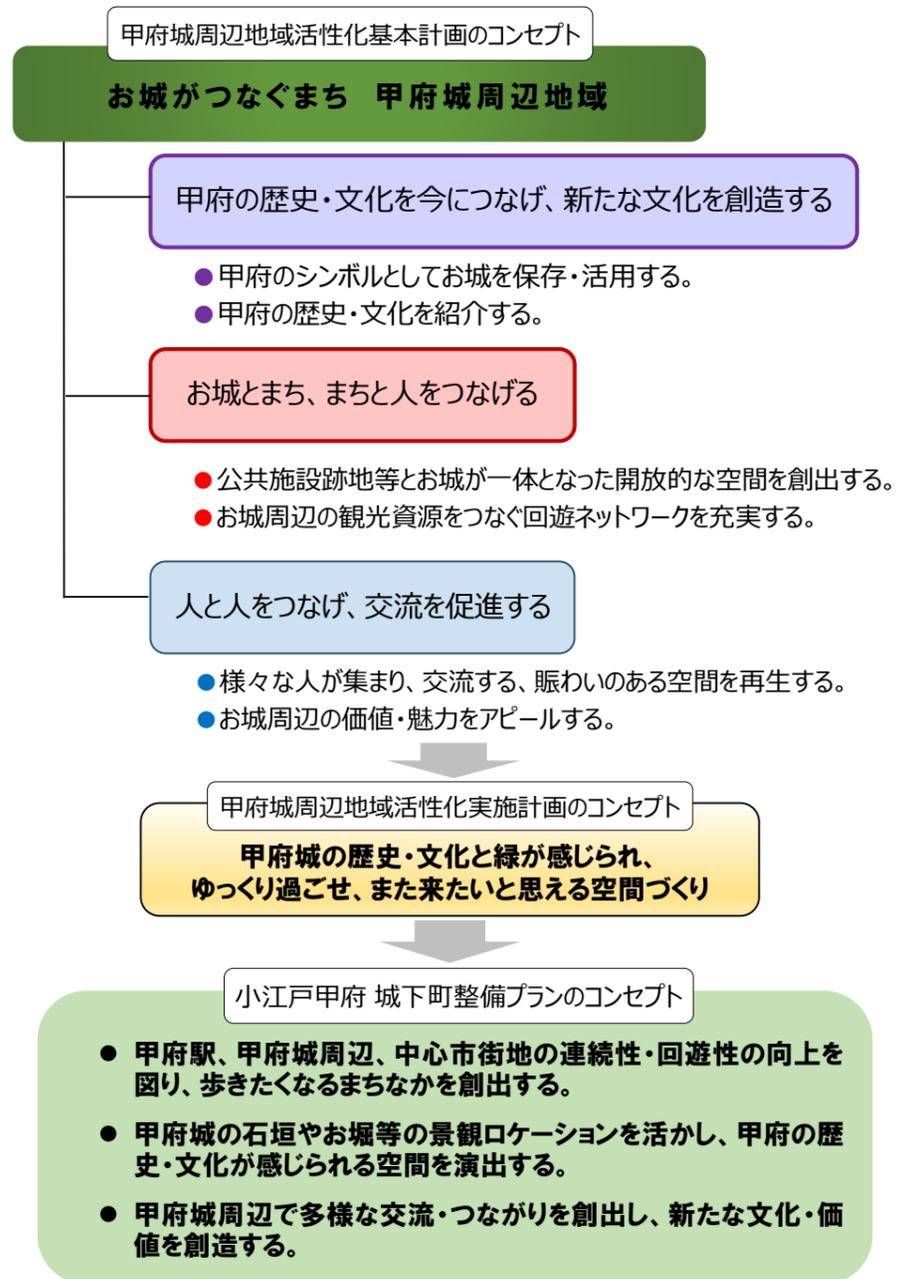 甲府城周辺地域活性化基本計画のコンセプト
お城がつなぐまち　甲府城周辺地域
甲府の歴史・文化を今につなげ、新たな文化を創造する
●甲府のシンボルとしてお城を保存・活用する。
●甲府の歴史・文化を紹介する。
お城とまち、まちと人をつなげる
●公共施設跡地等とお城が一体となった開放的な空間を創出する。
●お城周辺の観光資源をつなぐ回遊ネットワークを充実する。
人と人をつなげ、交流を促進する
●様々な人が集まり、交流する、賑わいのある空間を再生する。
●お城周辺の価値・魅力をアピールする。
甲府城周辺地域活性化実施計画のコンセプト
甲府城の歴史・文化と緑が感じられ、
ゆっくり過ごせ、また来たいと思える空間づくり
小江戸甲府 城下町整備プランのコンセプト
● 甲府駅、甲府城周辺、中心市街地の連続性・回遊性の向上を
図り、歩きたくなるまちなかを創出する。
● 甲府城の石垣やお堀等の景観ロケーションを活かし、甲府の歴
史・文化が感じられる空間を演出する。
● 甲府城周辺で多様な交流・つながりを創出し、新たな文化・価
値を創造する。